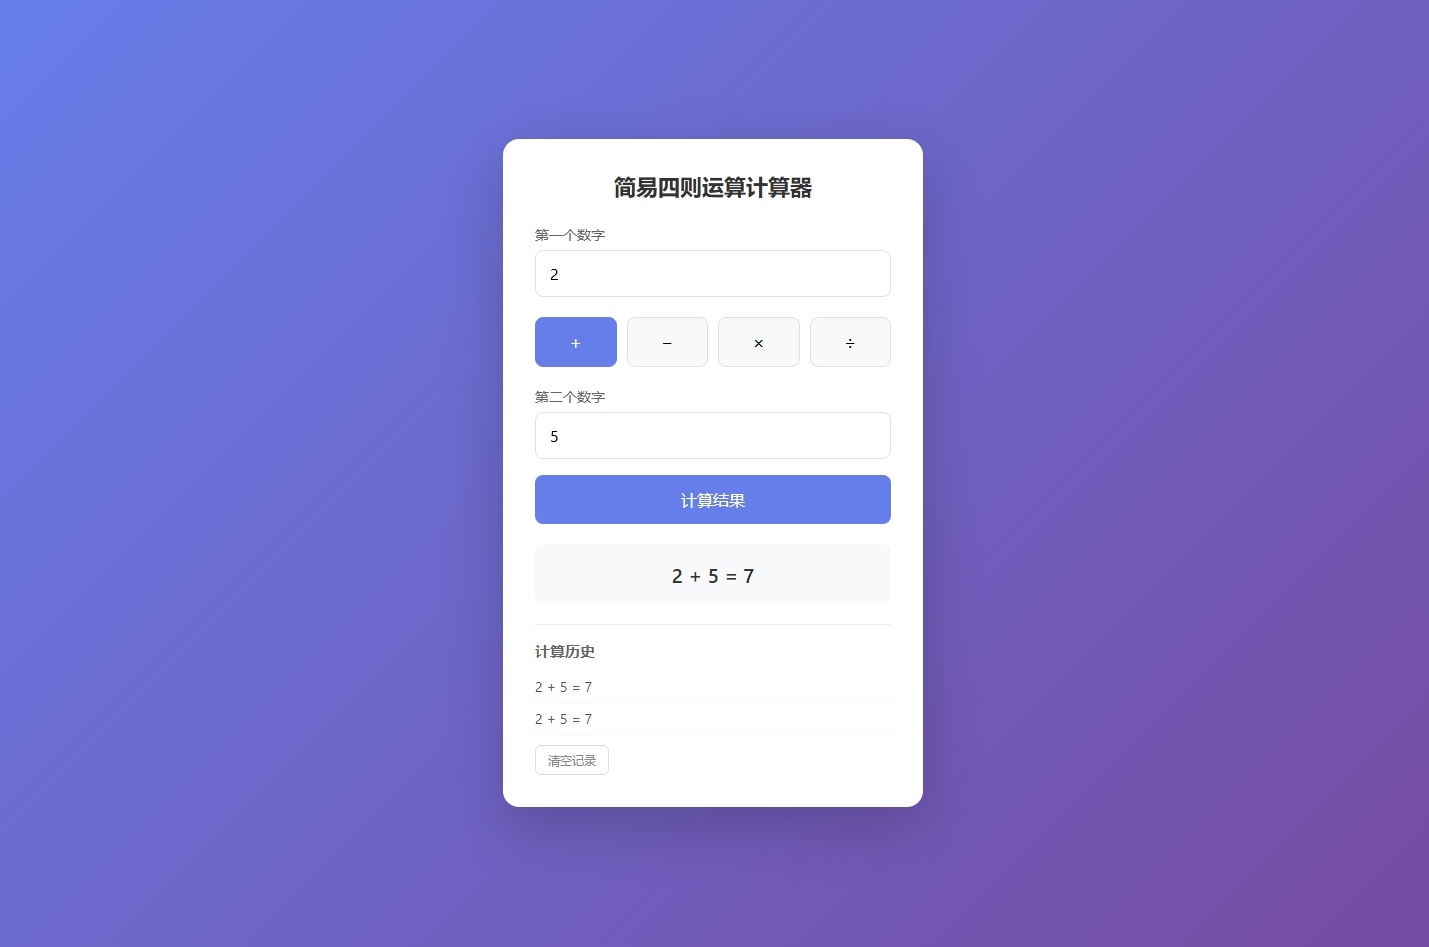 简易四则运算计算器
第一个数字
2
+ − × ÷
第二个数字
5
计算结果
2 + 5 = 7
计算历史
2 + 5 = 7
2 + 5 = 7
清空记录